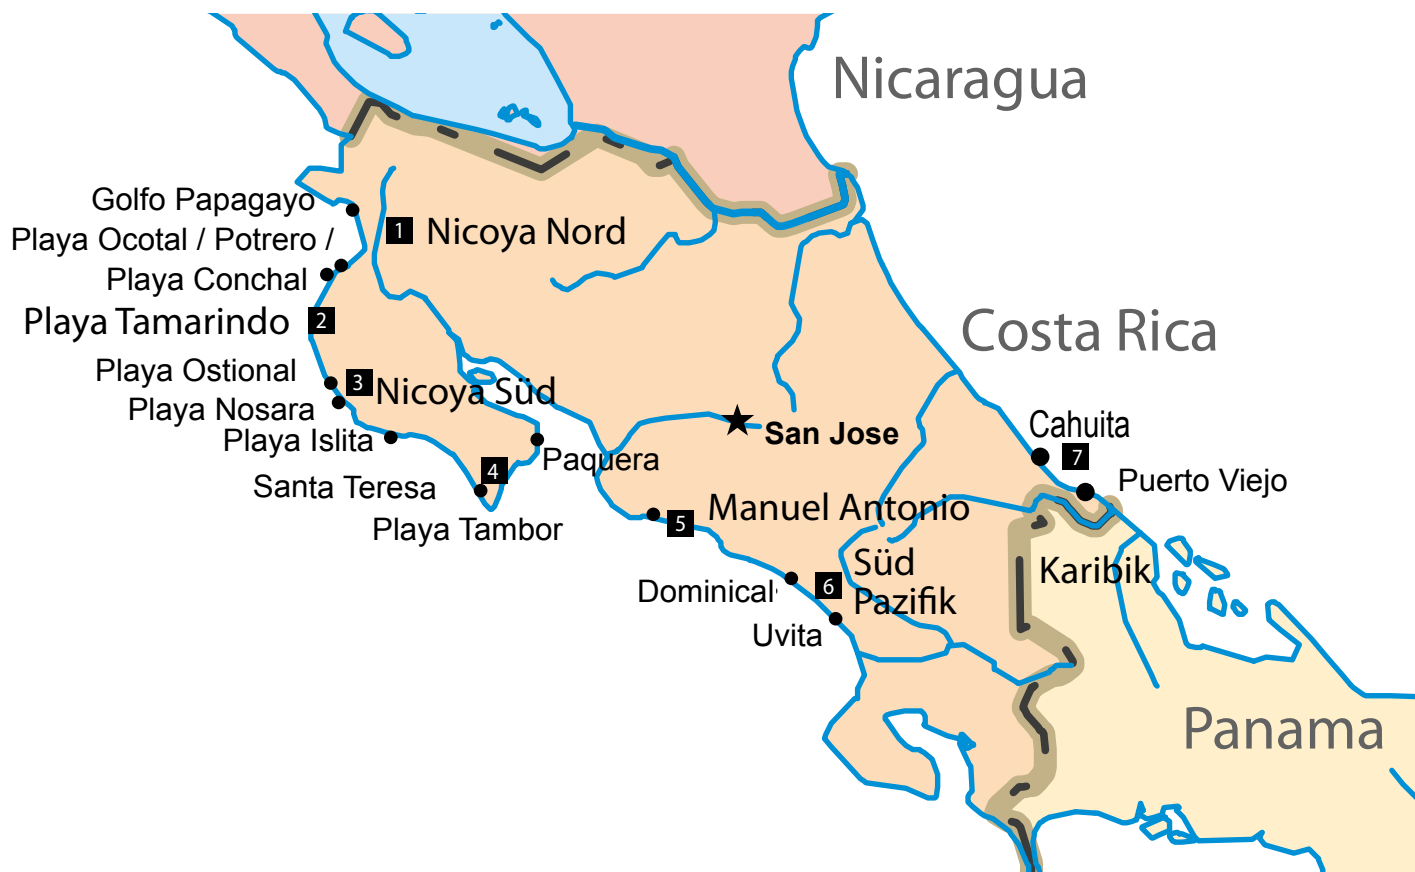 Nicaragua
Golfo Papagayo
1 Nicoya Nord
Playa Ocotal / Potrero /
Playa Conchal
Playa Tamarindo 2
Costa Rica
Playa Ostional
3 Nicoya Süd
Playa Nosara
Playa Islita
San Jose
Cahuita
7
Paquera
4
Santa Teresa
Puerto Viejo
Playa Tambor
5 Manuel Antonio
Süd
6 Pazifik
Karibik
Dominical
Uvita
Panama